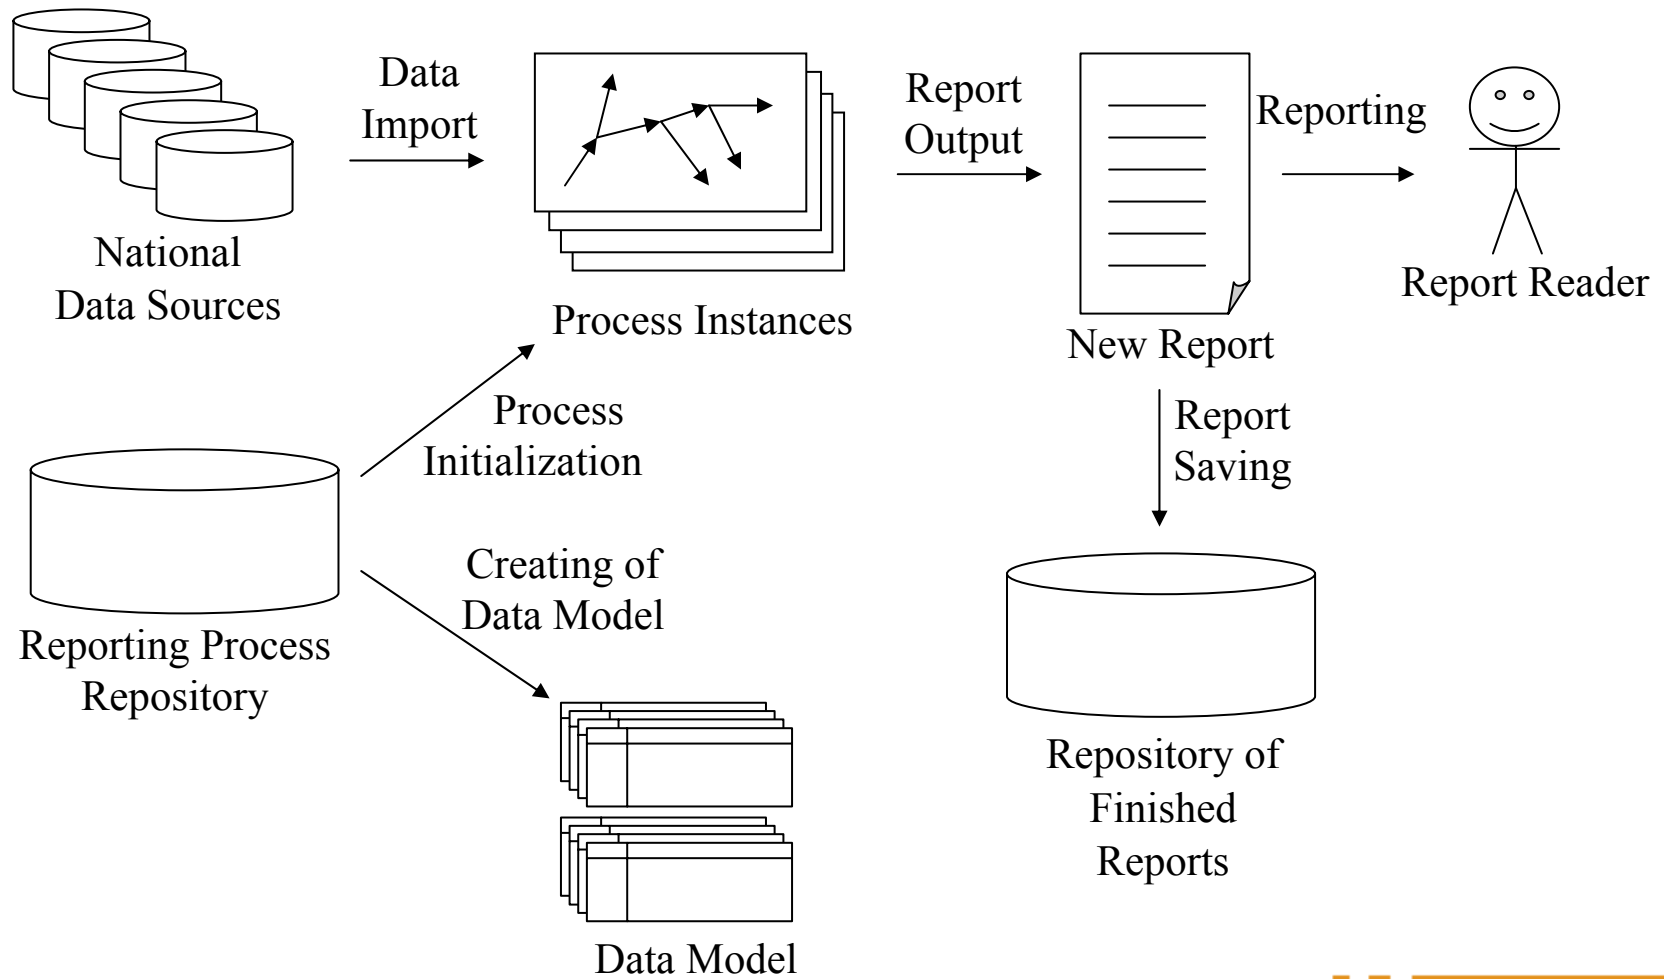 Data
Import
Report
Output
Reporting
National
Data Sources
Process Instances
New Report
Report Reader
Process
Initialization
Report
Saving
Reporting Process
Repository
Creating of
Data Model
Repository of
Finished
Reports
Data Model